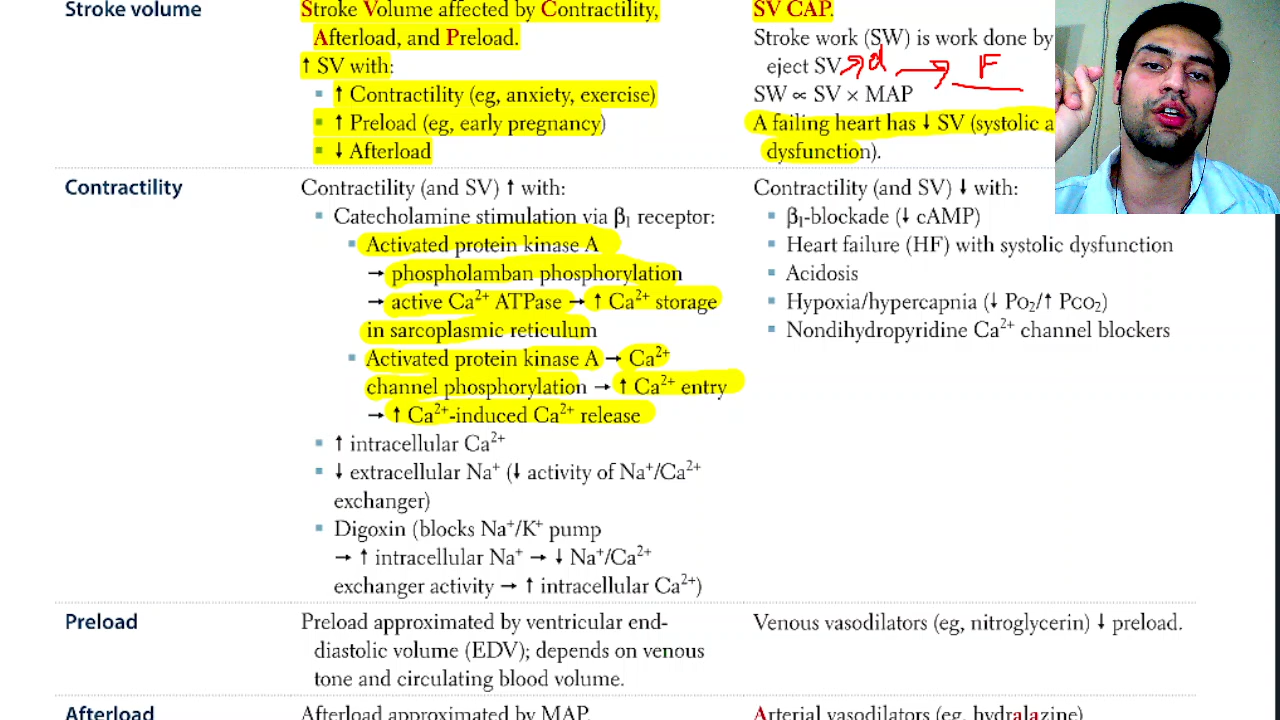 Stroke volume
Stroke Volume affected by Contractility,
Afterload, and Preload.
↑ SV with:
▪ ↑ Contractility (eg, anxiety, exercise)
▪ ↑ Preload (eg, early pregnancy)
▪ ↓ Afterload
SV CAP.
Stroke work (SW) is work done by
eject SV d F
SW ∝ SV × MAP
A failing heart has ↓ SV (systolic a
dysfunction).
Contractility
Contractility (and SV) ↑ with:
▪ Catecholamine stimulation via β₁ receptor:
▪ Activated protein kinase A
→ phospholamban phosphorylation
→ active Ca²⁺ ATPase → ↑ Ca²⁺ storage
in sarcoplasmic reticulum
▪ Activated protein kinase A → Ca²⁺
channel phosphorylation → ↑ Ca²⁺ entry
→ ↑ Ca²⁺-induced Ca²⁺ release
▪ ↑ intracellular Ca²⁺
▪ ↓ extracellular Na⁺ (↓ activity of Na⁺/Ca²⁺
exchanger)
▪ Digoxin (blocks Na⁺/K⁺ pump
→ ↑ intracellular Na⁺ → ↓ Na⁺/Ca²⁺
exchanger activity → ↑ intracellular Ca²⁺)
Contractility (and SV) ↓ with:
▪ β₁-blockade (↓ cAMP)
▪ Heart failure (HF) with systolic dysfunction
▪ Acidosis
▪ Hypoxia/hypercapnia (↓ PO₂/↑ PCO₂)
▪ Nondihydropyridine Ca²⁺ channel blockers
Preload
Preload approximated by ventricular end-
diastolic volume (EDV); depends on venous
tone and circulating blood volume.
Venous vasodilators (eg, nitroglycerin) ↓ preload.
Afterload
Afterload approximated by MAP.
Arterial vasodilators (eg, hydralazine)